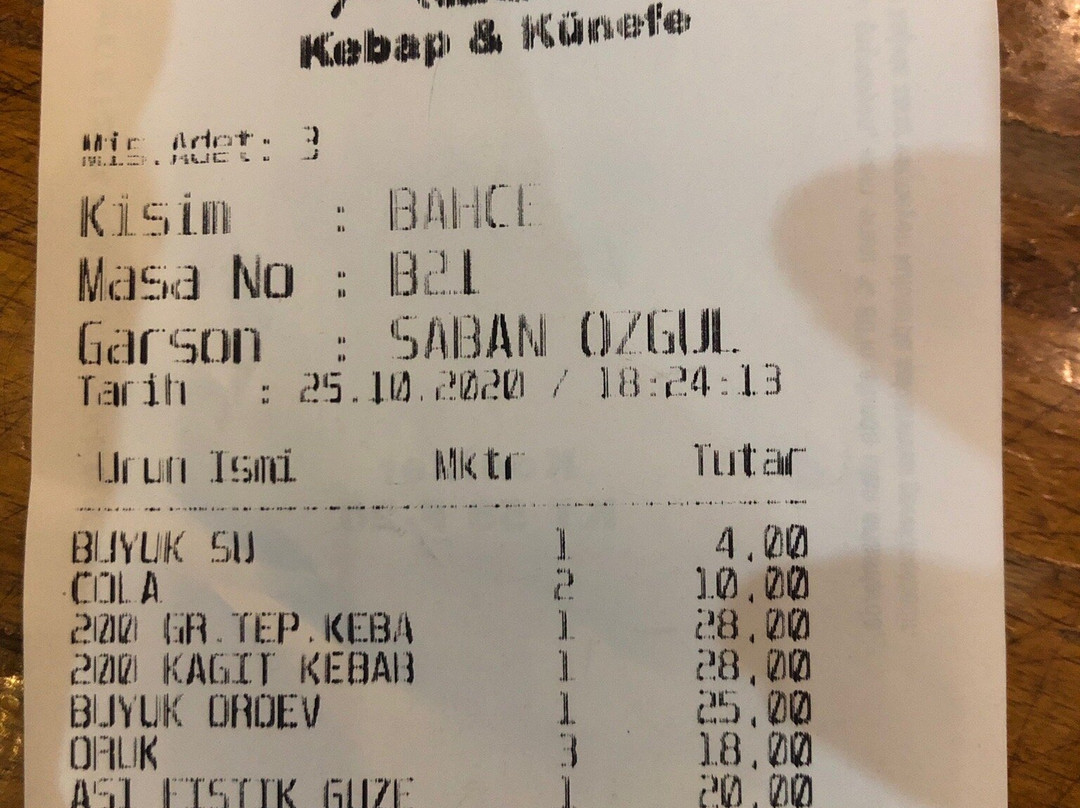 Kebap & Künefe
Mis.Adet: 3
Kisim : BAHCE
Masa No : B21
Garson : SABAN OZGUL
Tarih : 25.10.2020 / 18:24:13
Urun Ismi Mktr Tutar
BUYUK SU 1 4,00
COLA 2 10,00
200 GR.TEP.KEBA 1 28,00
200 KAGIT KEBAB 1 28,00
BUYUK ORDEV 1 25,00
ORUK 3 18,00
ASI FISTIK GUZE 1 20,00